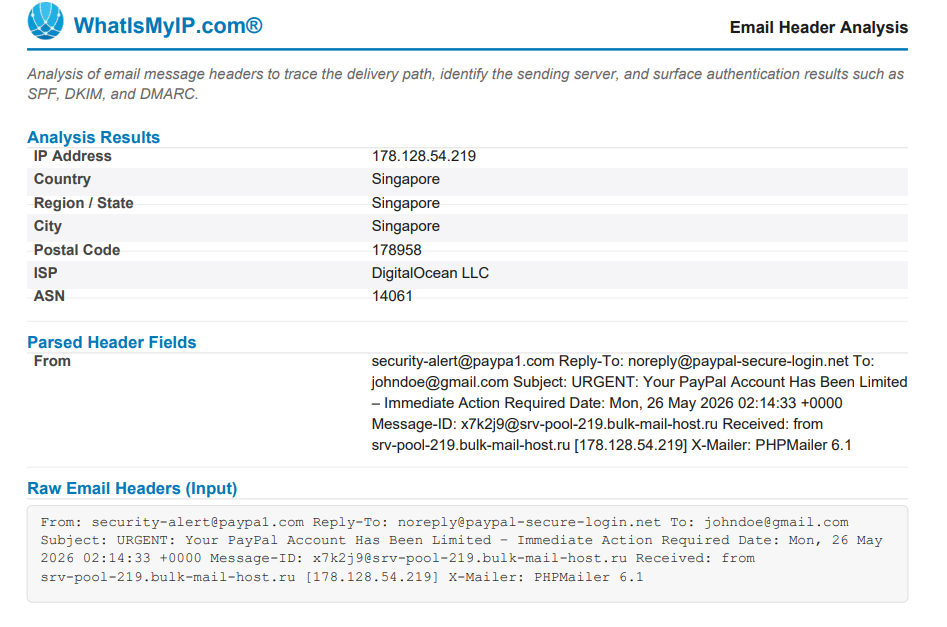 WhatIsMyIP.com®
Email Header Analysis
Analysis of email message headers to trace the delivery path, identify the sending server, and surface authentication results such as
SPF, DKIM, and DMARC.
Analysis Results
IP Address 178.128.54.219
Country Singapore
Region / State Singapore
City Singapore
Postal Code 178958
ISP DigitalOcean LLC
ASN 14061
Parsed Header Fields
From security-alert@paypa1.com Reply-To: noreply@paypal-secure-login.net To:
johndoe@gmail.com Subject: URGENT: Your PayPal Account Has Been Limited
– Immediate Action Required Date: Mon, 26 May 2026 02:14:33 +0000
Message-ID: x7k2j9@srv-pool-219.bulk-mail-host.ru Received: from
srv-pool-219.bulk-mail-host.ru [178.128.54.219] X-Mailer: PHPMailer 6.1
Raw Email Headers (Input)
From: security-alert@paypa1.com Reply-To: noreply@paypal-secure-login.net To: johndoe@gmail.com
Subject: URGENT: Your PayPal Account Has Been Limited – Immediate Action Required Date: Mon, 26 May
2026 02:14:33 +0000 Message-ID: x7k2j9@srv-pool-219.bulk-mail-host.ru Received: from
srv-pool-219.bulk-mail-host.ru [178.128.54.219] X-Mailer: PHPMailer 6.1